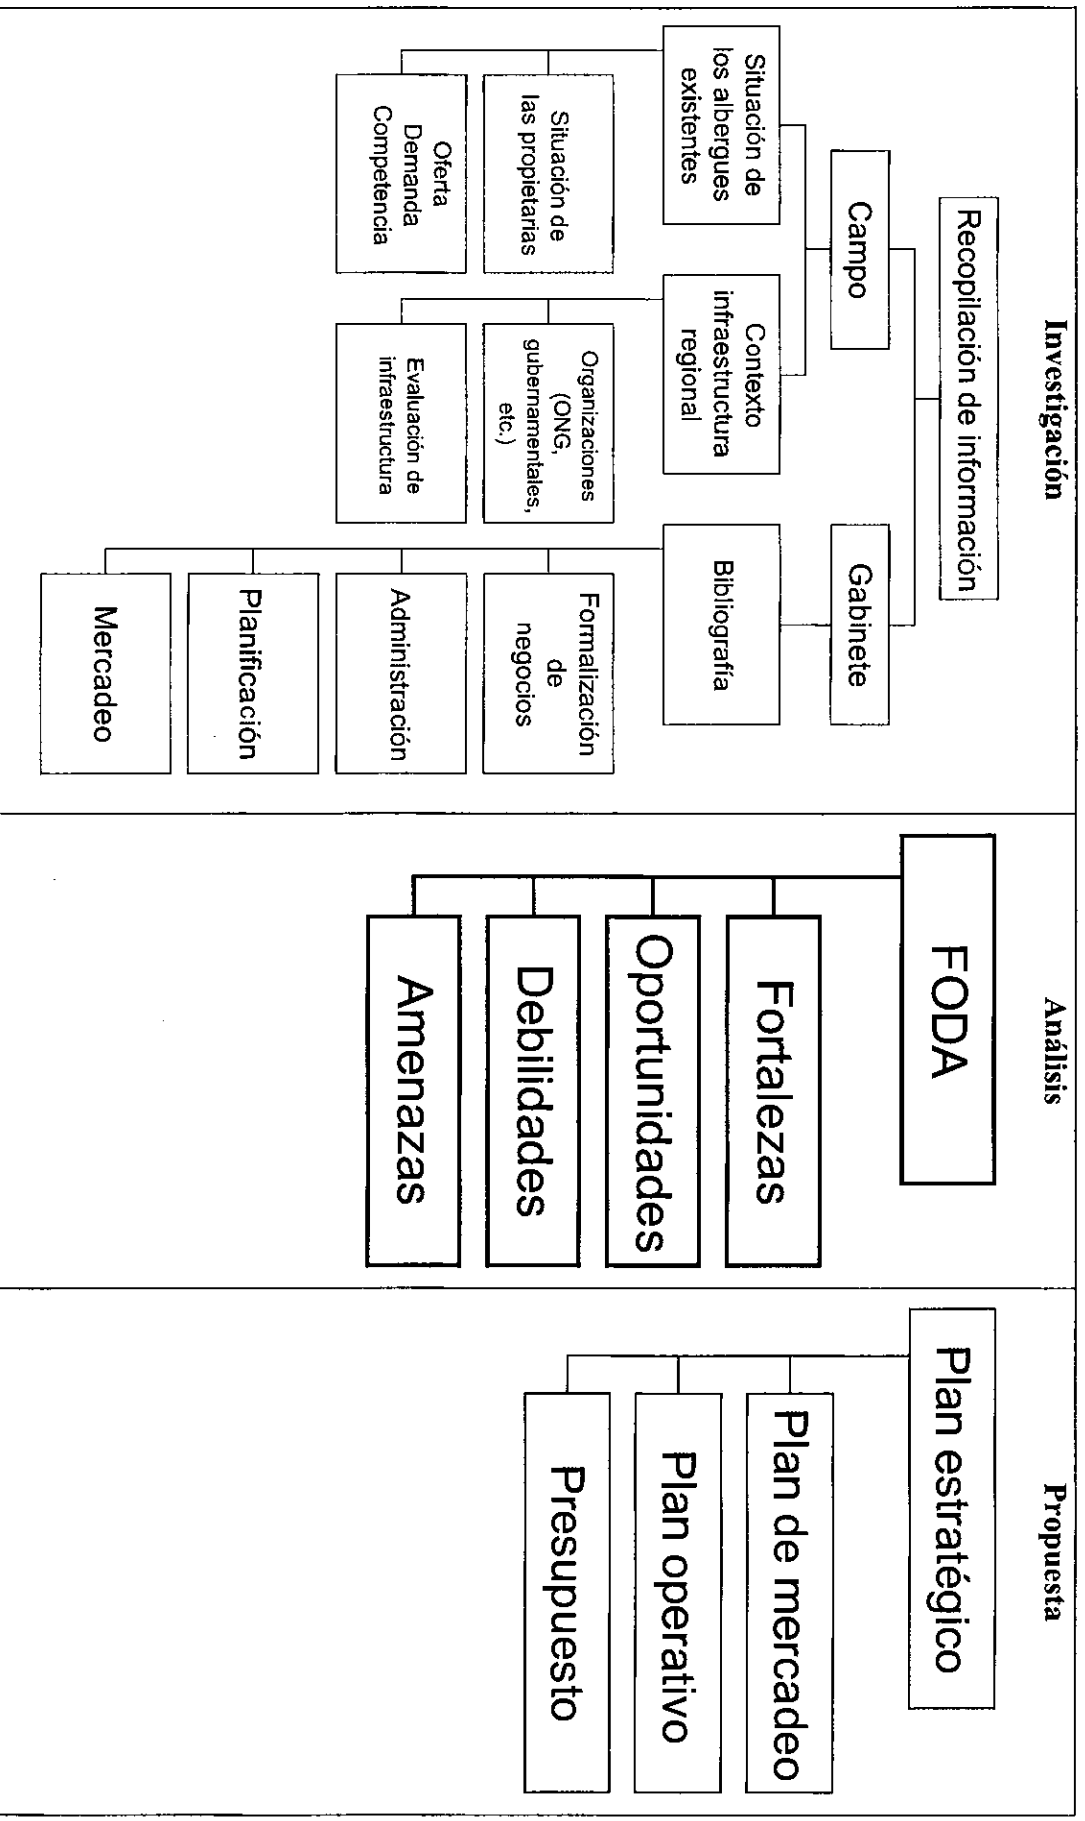 Investigación
Recopilación de información
Campo
Gabinete
Situación de
los albergues
existentes
Contexto
infraestructura
regional
Bibliografía
Situación de
las propietarias
Oferta
Demanda
Competencia
Organizaciones
(ONG,
gubernamentales,
etc.)
Evaluación de
infraestructura
Formalización
de
negocios
Administración
Planificación
Mercadeo
Análisis
FODA
Fortalezas
Oportunidades
Debilidades
Amenazas
Propuesta
Plan estratégico
Plan de mercadeo
Plan operativo
Presupuesto